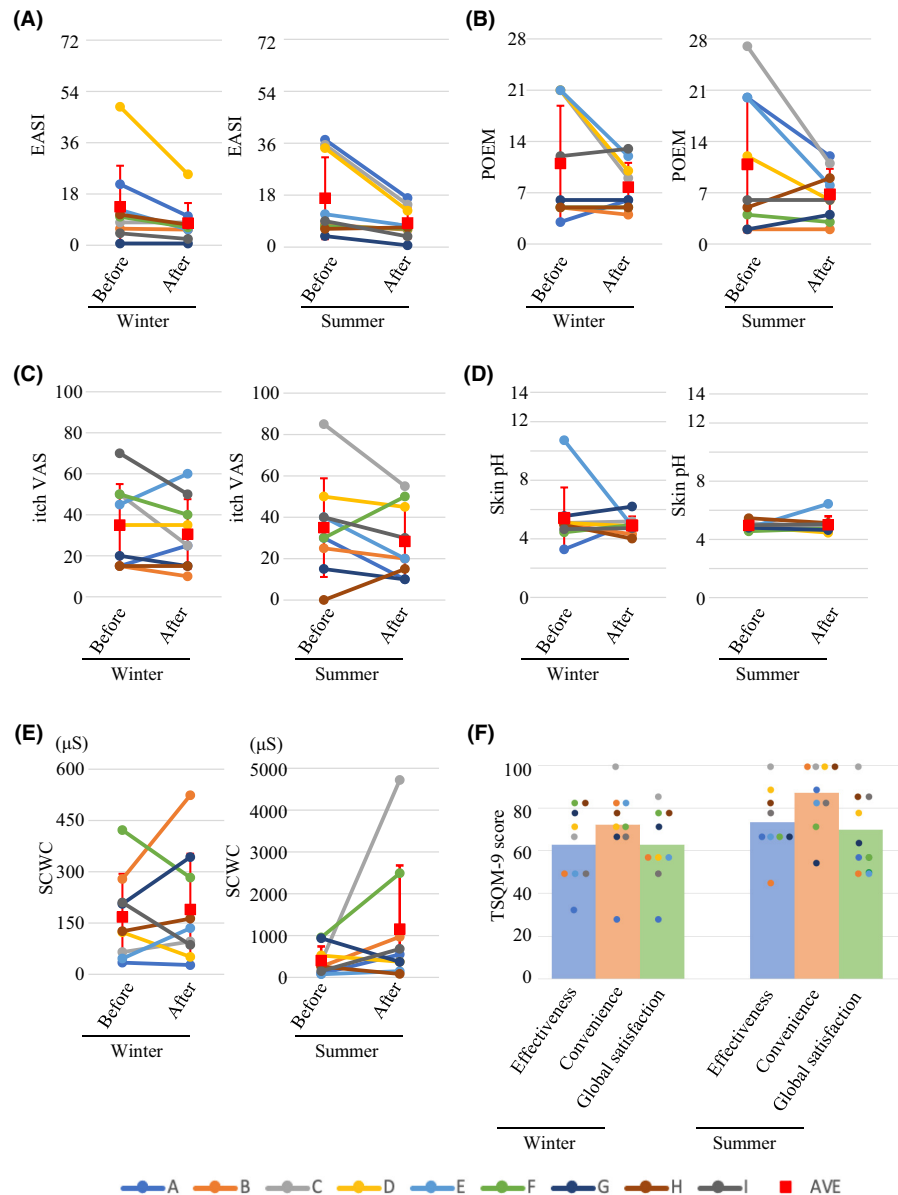 (A)
(B)
72
54
36
18
0
EASI
Before
After
Winter
72
54
36
18
0
EASI
Before
After
Summer
28
21
14
7
0
POEM
Before
After
Winter
28
21
14
7
0
POEM
Before
After
Summer
(C)
(D)
100
80
60
40
20
0
itch VAS
Before
After
Winter
100
80
60
40
20
0
itch VAS
Before
After
Summer
14
12
8
4
0
Skin pH
Before
After
Winter
14
12
8
4
0
Skin pH
Before
After
Summer
(E)
(F)
(μS)
600
450
300
150
0
SCWC
Before
After
Winter
(μS)
5000
4000
3000
2000
1000
0
SCWC
Before
After
Summer
100
80
60
40
80
0
TSQM-9 score
Effectiveness
Convenience
Global satisfaction
Winter
Effectiveness
Convenience
Global satisfaction
Summer
A B C D E F G H I AVE